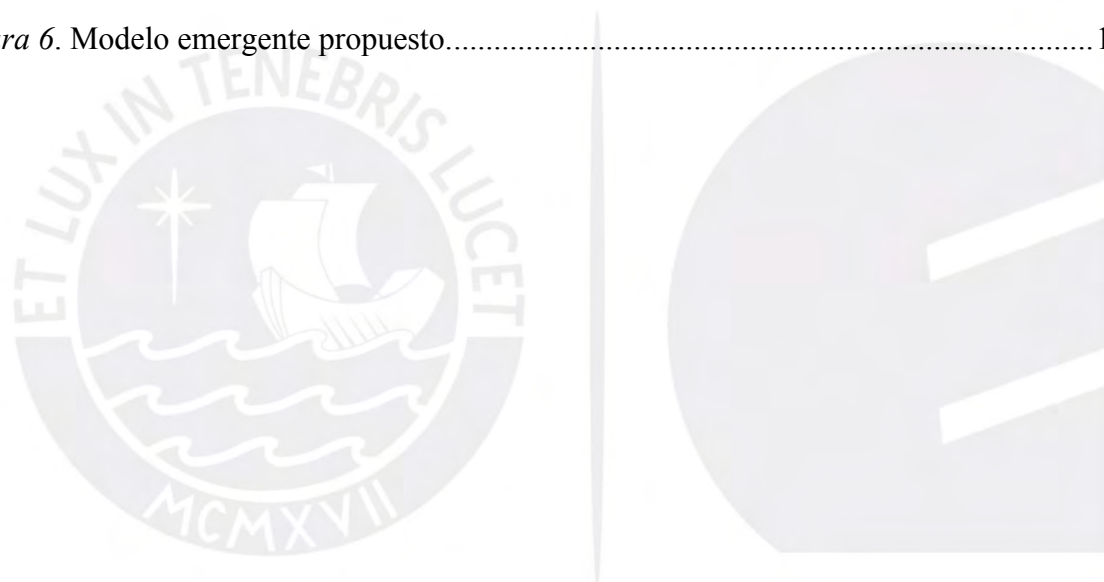 ra 6. Modelo emergente propuesto.......................................................................................1
ET LUX IN TENEBRIS LUCET
MCMXVII